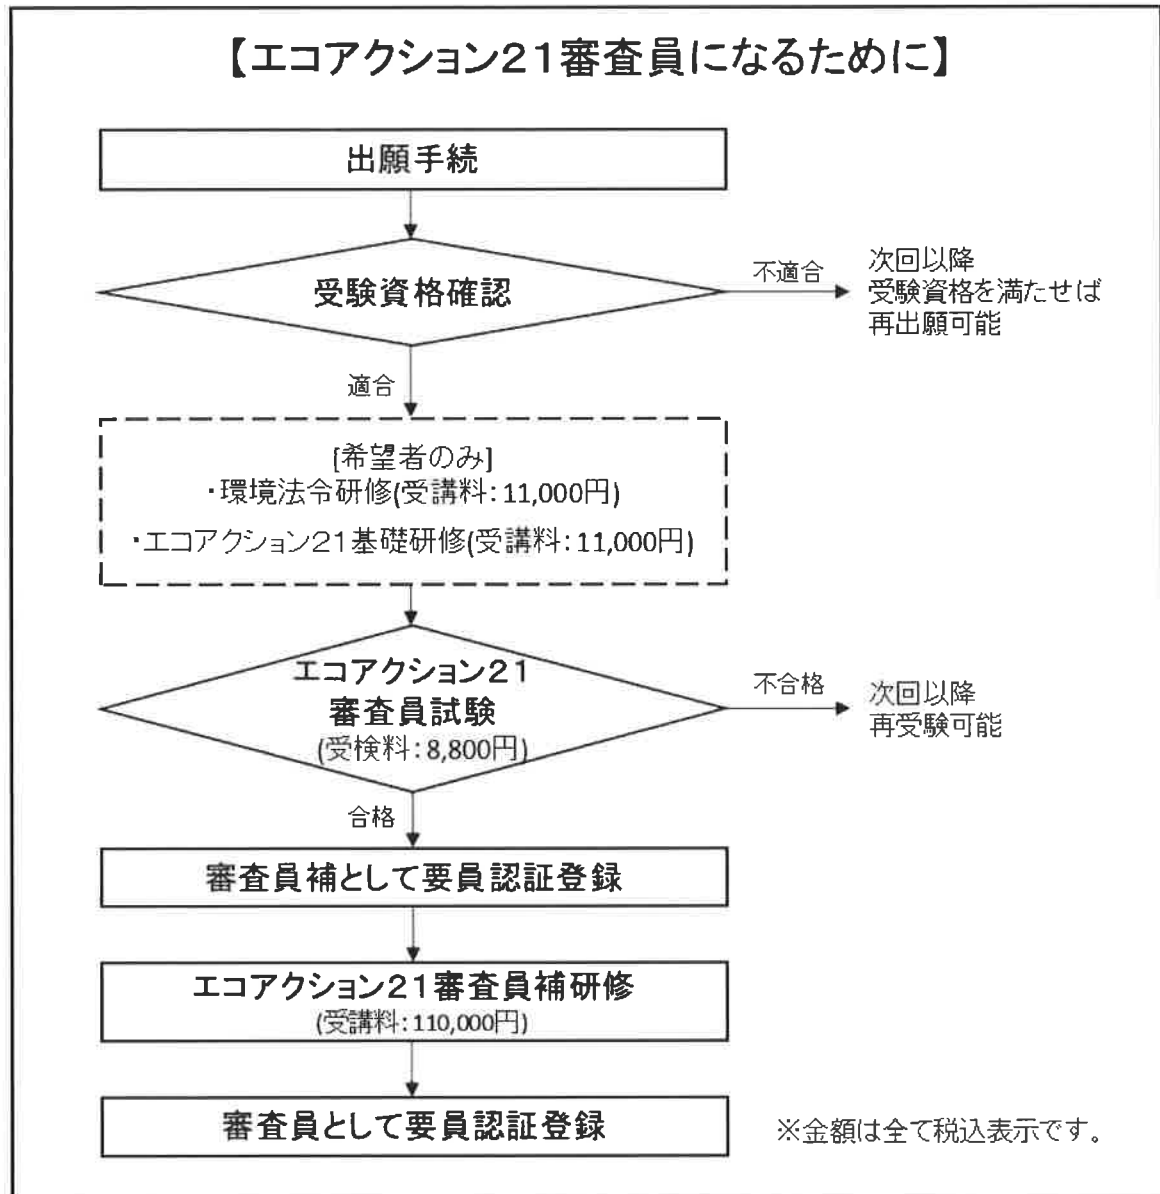 【エコアクション21審査員になるために】
出願手続
受験資格確認
不適合
次回以降
受験資格を満たせば
再出願可能
適合
[希望者のみ]
・環境法令研修(受講料：11,000円)
・エコアクション21基礎研修(受講料：11,000円)
エコアクション21
審査員試験
(受検料：8,800円)
不合格
次回以降
再受験可能
合格
審査員補として要員認証登録
エコアクション21審査員補研修
(受講料：110,000円)
審査員として要員認証登録
※金額は全て税込表示です。